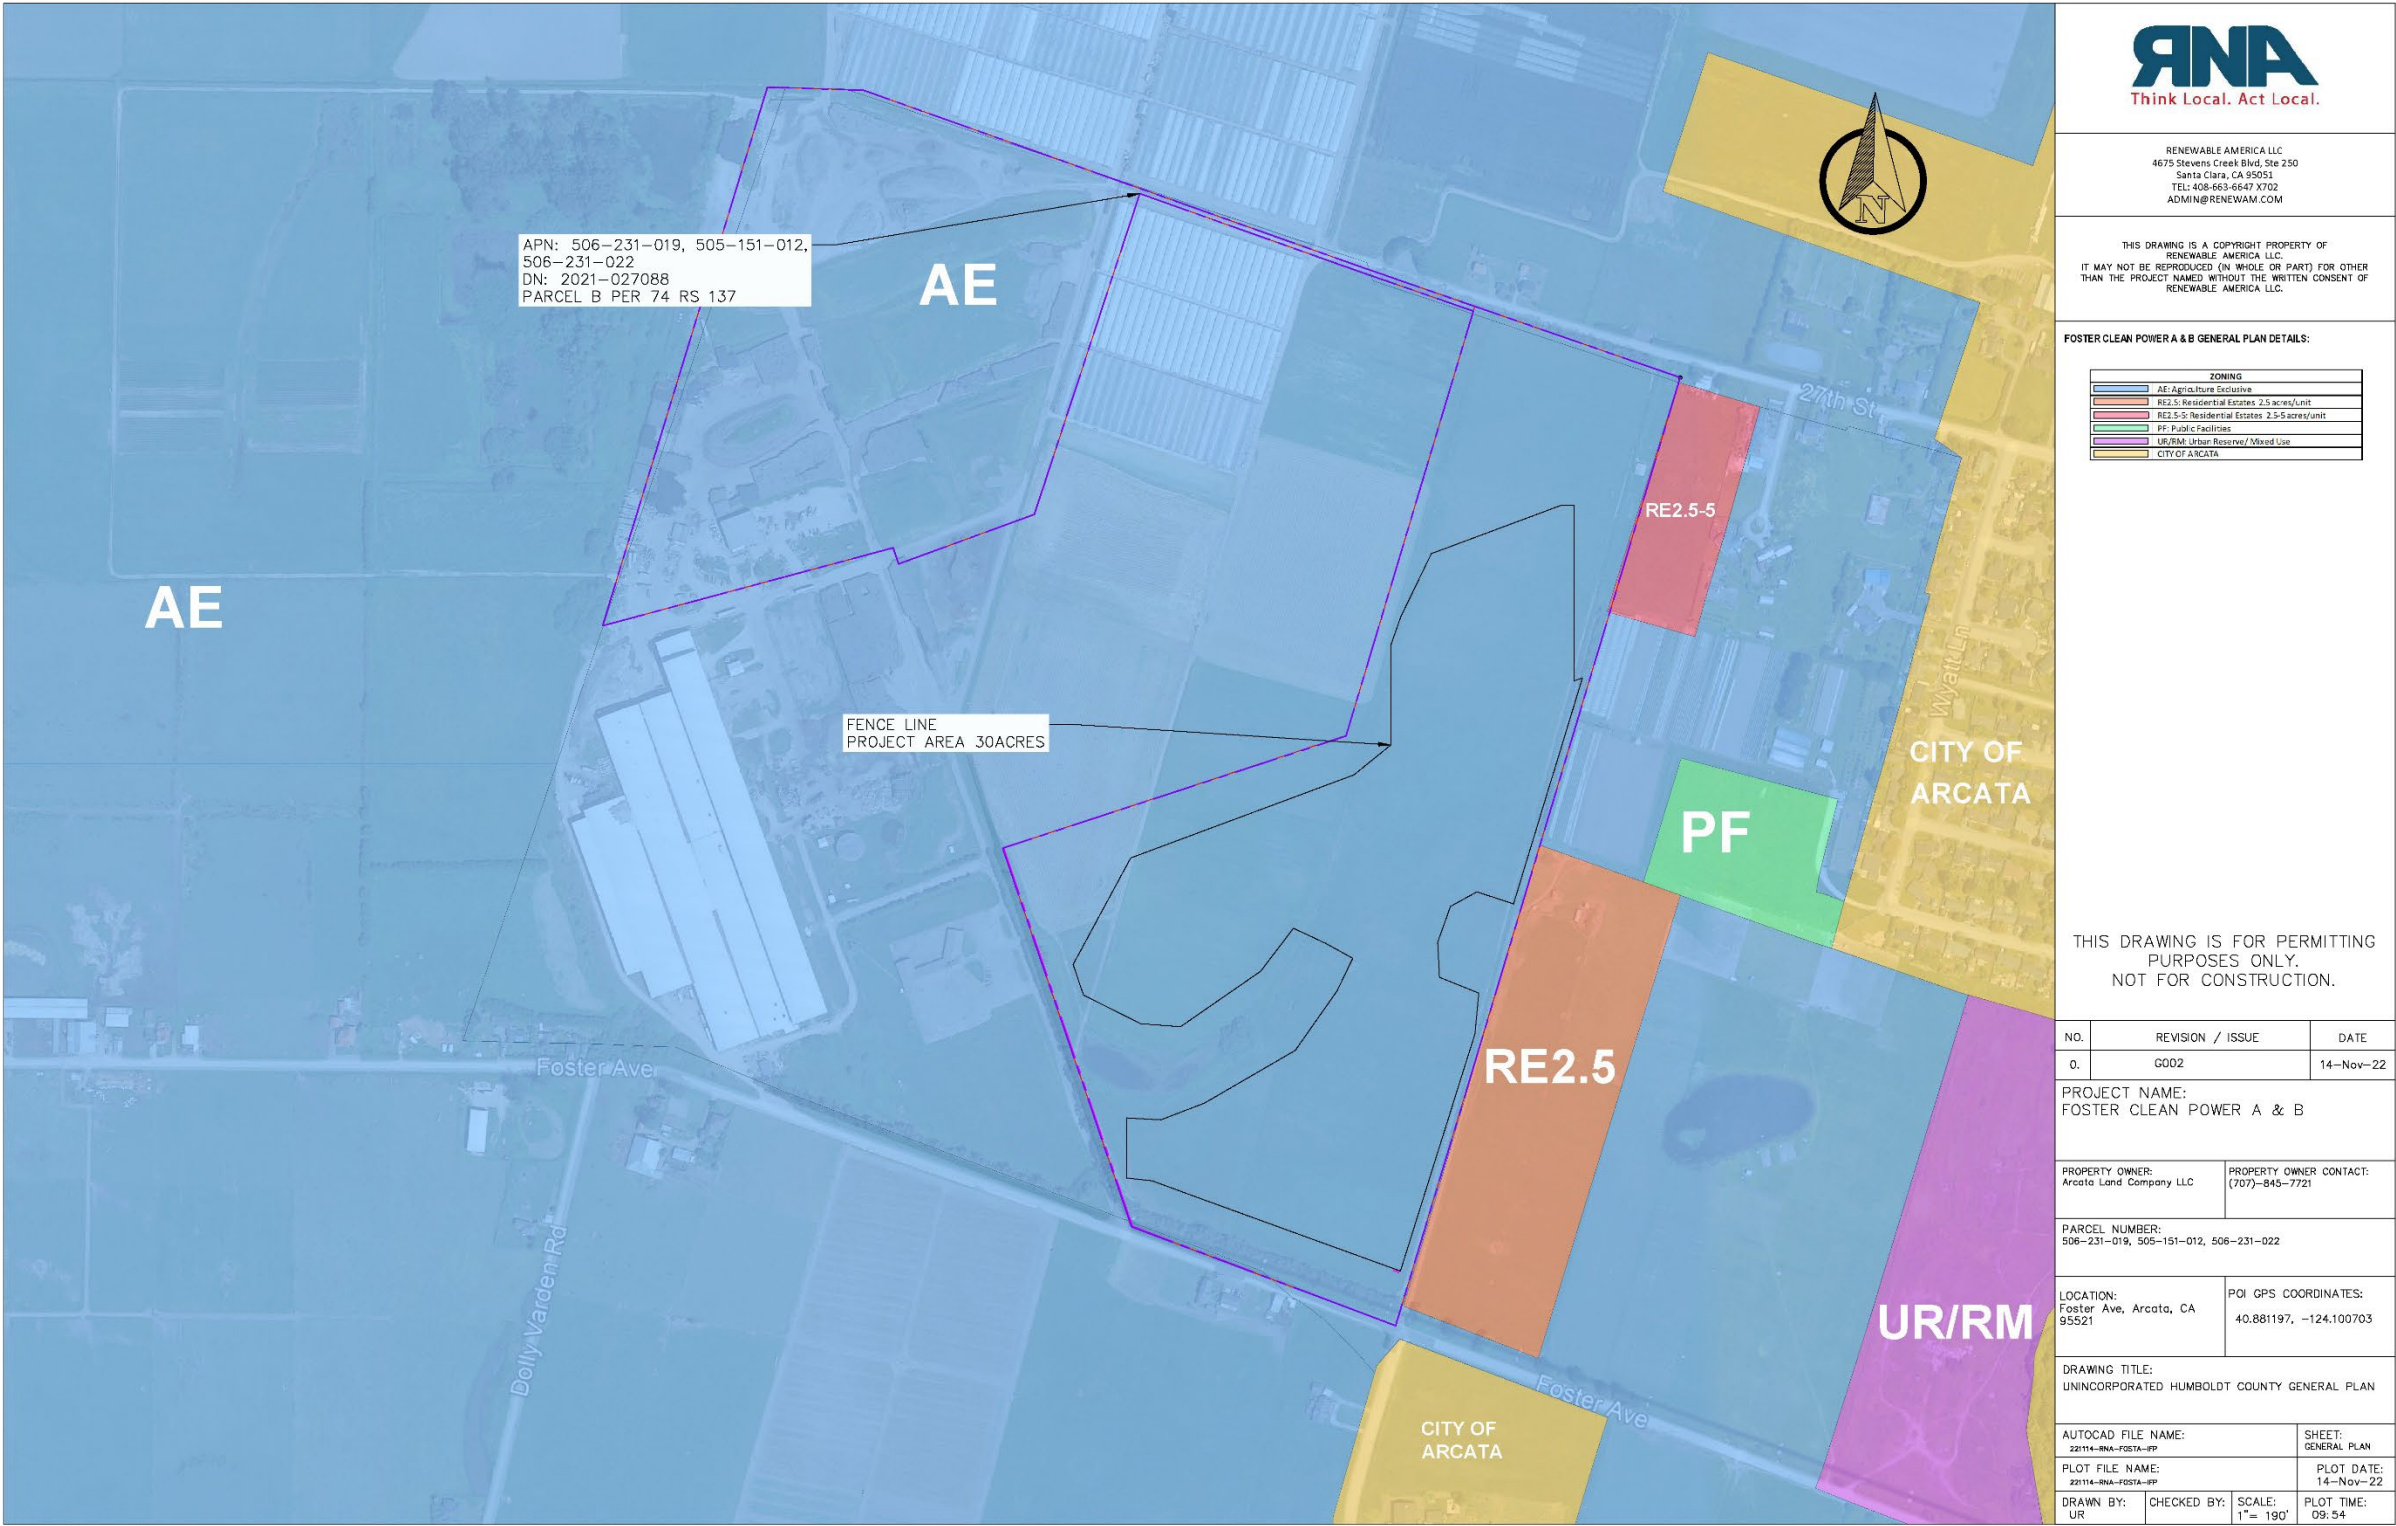 APN: 506-231-019, 505-151-012,
506-231-022
DN: 2021-027088
PARCEL B PER 74 RS 137
AE
AE
FENCE LINE
PROJECT AREA 30ACRES
27th St
RE2.5-5
Wyatt Ln
CITY OF
ARCATA
PF
RE2.5
UR/RM
Foster Ave
Dolly Varden Rd
Foster Ave
CITY OF
ARCATA
N
RNA
Think Local. Act Local.
RENEWABLE AMERICA LLC
4675 Stevens Creek Blvd, Ste 250
Santa Clara, CA 95051
TEL: 408-663-6647 X702
ADMIN@RENEWAM.COM
THIS DRAWING IS A COPYRIGHT PROPERTY OF
RENEWABLE AMERICA LLC.
IT MAY NOT BE REPRODUCED (IN WHOLE OR PART) FOR OTHER
THAN THE PROJECT NAMED WITHOUT THE WRITTEN CONSENT OF
RENEWABLE AMERICA LLC.
FOSTER CLEAN POWER A & B GENERAL PLAN DETAILS:
ZONING
AE: Agriculture Exclusive
RE2.5: Residential Estates 2.5 acres/unit
RE2.5-5: Residential Estates 2.5-5 acres/unit
PF: Public Facilities
UR/RM: Urban Reserve/ Mixed Use
CITY OF ARCATA
THIS DRAWING IS FOR PERMITTING
PURPOSES ONLY.
NOT FOR CONSTRUCTION.
NO. REVISION / ISSUE DATE
0. G002 14-Nov-22
PROJECT NAME:
FOSTER CLEAN POWER A & B
PROPERTY OWNER:
Arcata Land Company LLC
PROPERTY OWNER CONTACT:
(707)-845-7721
PARCEL NUMBER:
506-231-019, 505-151-012, 506-231-022
LOCATION:
Foster Ave, Arcata, CA
95521
POI GPS COORDINATES:
40.881197, -124.100703
DRAWING TITLE:
UNINCORPORATED HUMBOLDT COUNTY GENERAL PLAN
AUTOCAD FILE NAME:
221114-RNA-FOSTA-IFP
SHEET:
GENERAL PLAN
PLOT FILE NAME:
221114-RNA-FOSTA-IFP
PLOT DATE:
14-Nov-22
DRAWN BY:
UR
CHECKED BY:
SCALE:
1"= 190'
PLOT TIME:
09:54